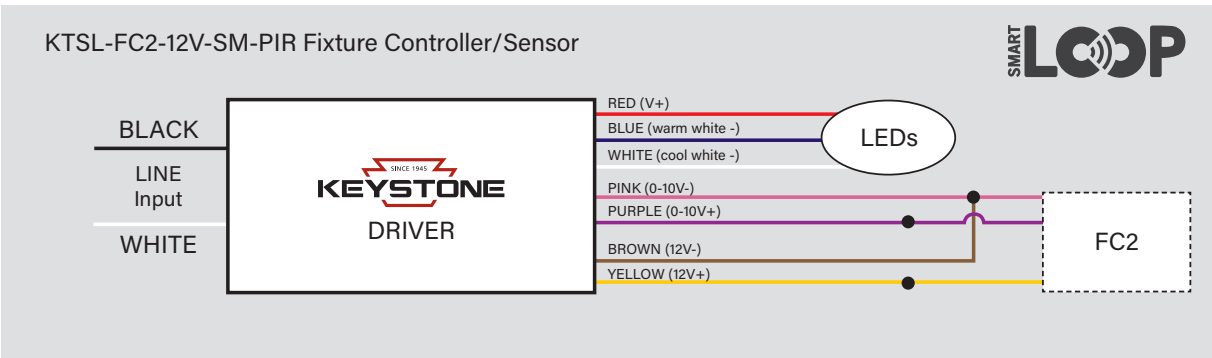 KTSL-FC2-12V-SM-PIR Fixture Controller/Sensor
SMART
LOOP
BLACK
LINE
Input
WHITE
SINCE 1945
KEYSTONE
DRIVER
RED (V+)
BLUE (warm white -)
WHITE (cool white -)
PINK (0-10V-)
PURPLE (0-10V+)
BROWN (12V-)
YELLOW (12V+)
LEDs
FC2